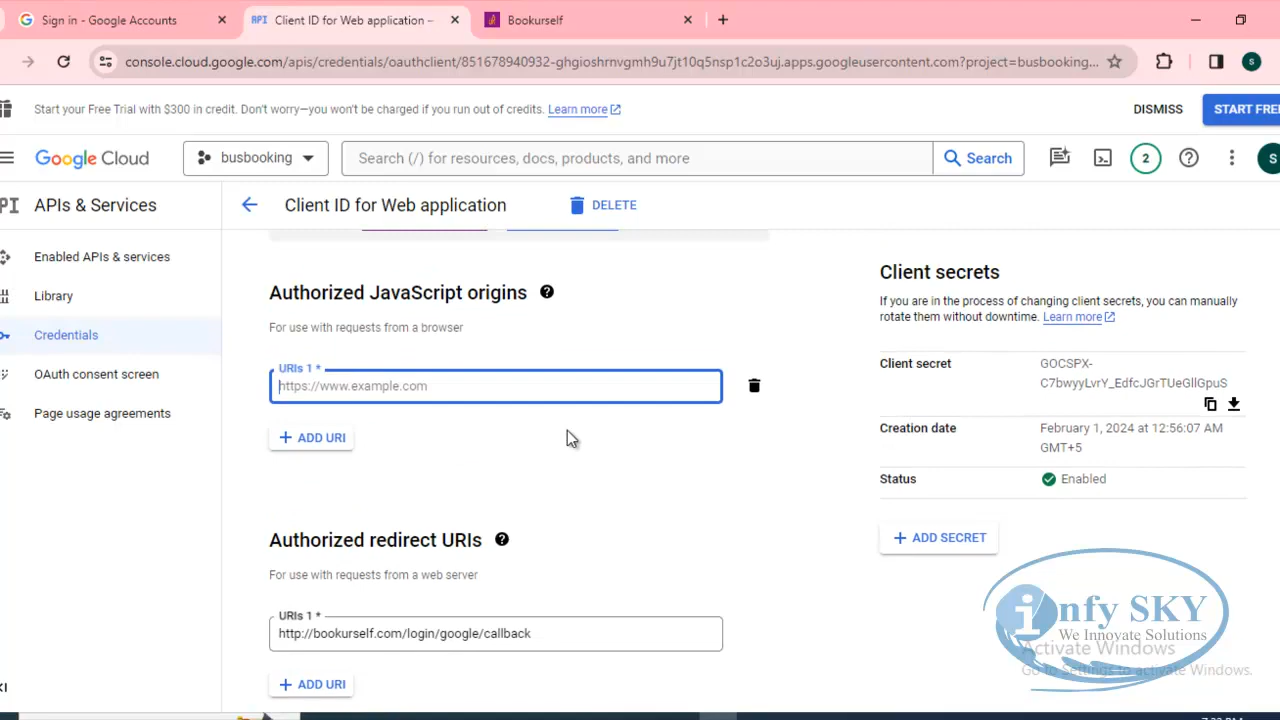 Sign in - Google Accounts
API Client ID for Web application –
Bookurself
console.cloud.google.com/apis/credentials/oauthclient/851678940932-ghgioshrnvgmh9u7jt10q5nsp1c2o3uj.apps.googleusercontent.com?project=busbooking...
S
Start your Free Trial with $300 in credit. Don't worry—you won't be charged if you run out of credits. Learn more
DISMISS
START FREE
Google Cloud
busbooking
Search (/) for resources, docs, products, and more
Search
2
S
PI APIs & Services
Client ID for Web application
DELETE
Enabled APIs & services
Library
Credentials
OAuth consent screen
Page usage agreements
Authorized JavaScript origins
For use with requests from a browser
URIs 1 *
https://www.example.com
+ ADD URI
Authorized redirect URIs
For use with requests from a web server
URIs 1 *
http://bookurself.com/login/google/callback
+ ADD URI
Client secrets
If you are in the process of changing client secrets, you can manually
rotate them without downtime. Learn more
Client secret
GOCSPX-
C7bwyyLvrY_EdfcJGrTUeGllGpuS
Creation date
February 1, 2024 at 12:56:07 AM
GMT+5
Status
Enabled
+ ADD SECRET
infy SKY
We Innovate Solutions
Activate Windows
Go to Settings to activate Windows.